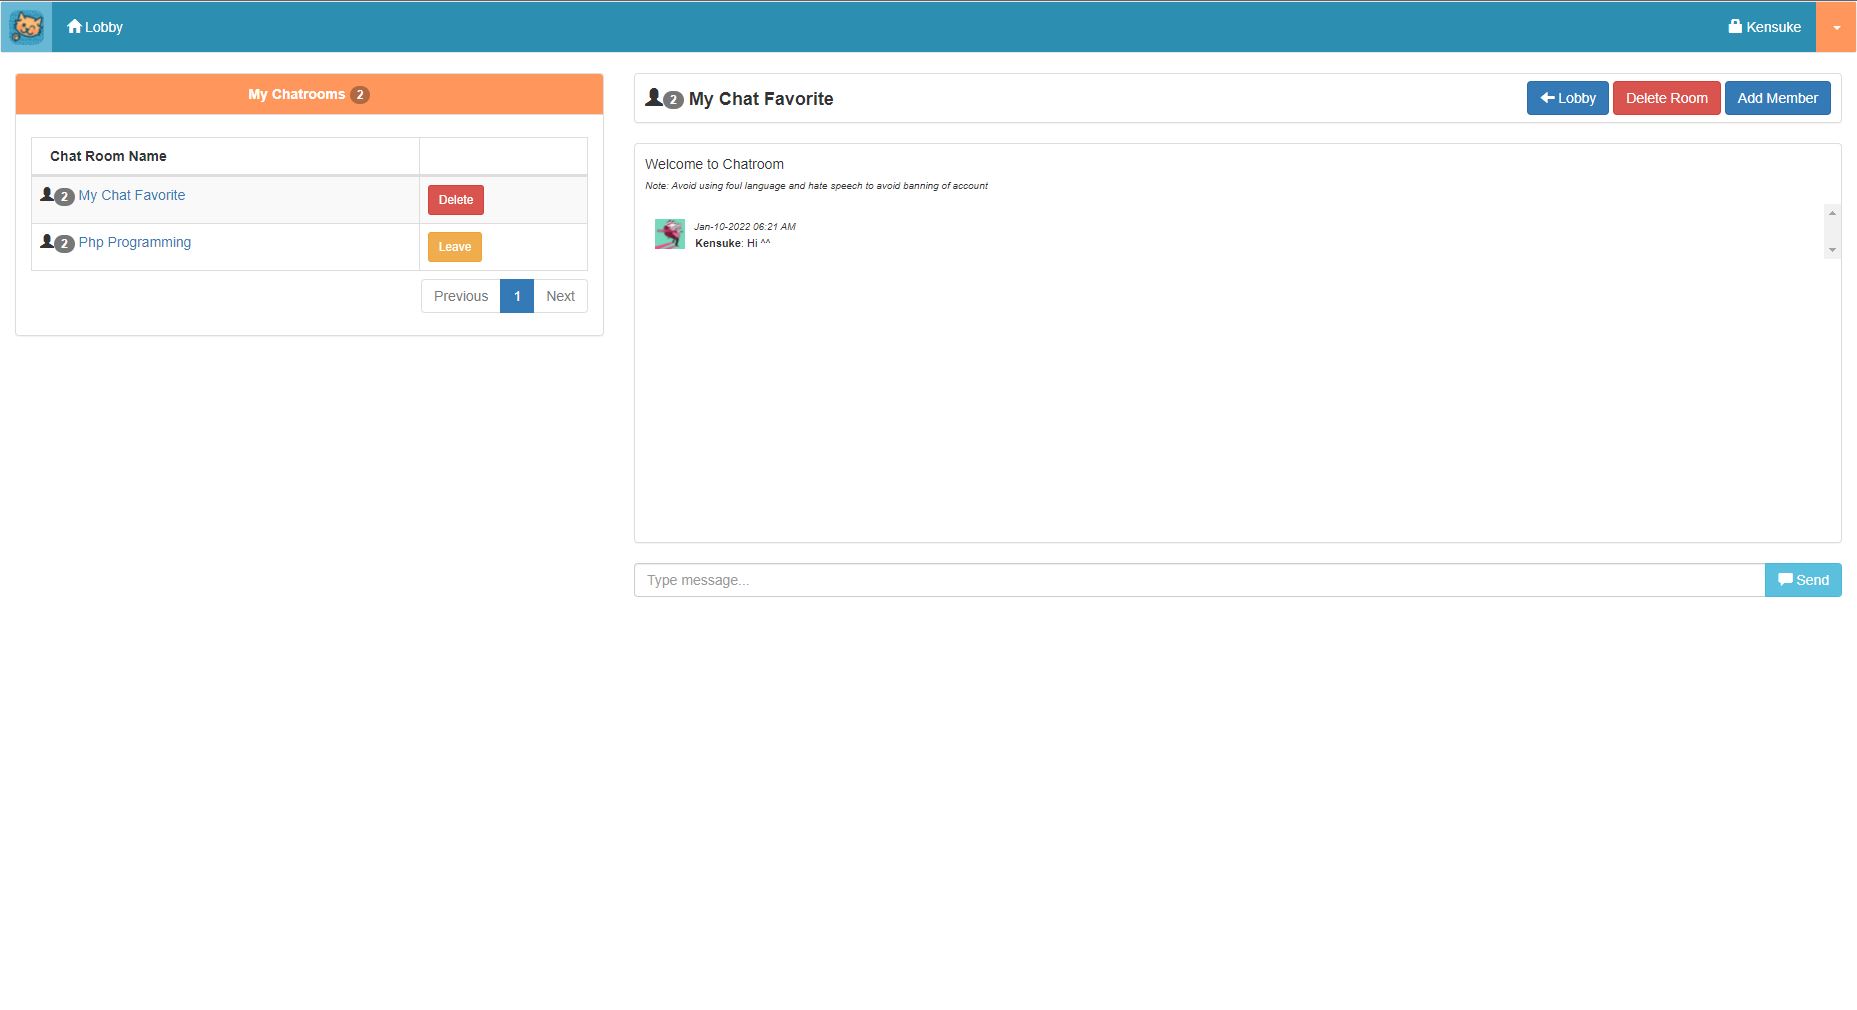 Lobby
Kensuke
My Chatrooms 2
Chat Room Name
2 My Chat Favorite
Delete
2 Php Programming
Leave
Previous 1 Next
2 My Chat Favorite
Lobby Delete Room Add Member
Welcome to Chatroom
Note: Avoid using foul language and hate speech to avoid banning of account
Jan-10-2022 06:21 AM
Kensuke: Hi ^^
Type message...
Send